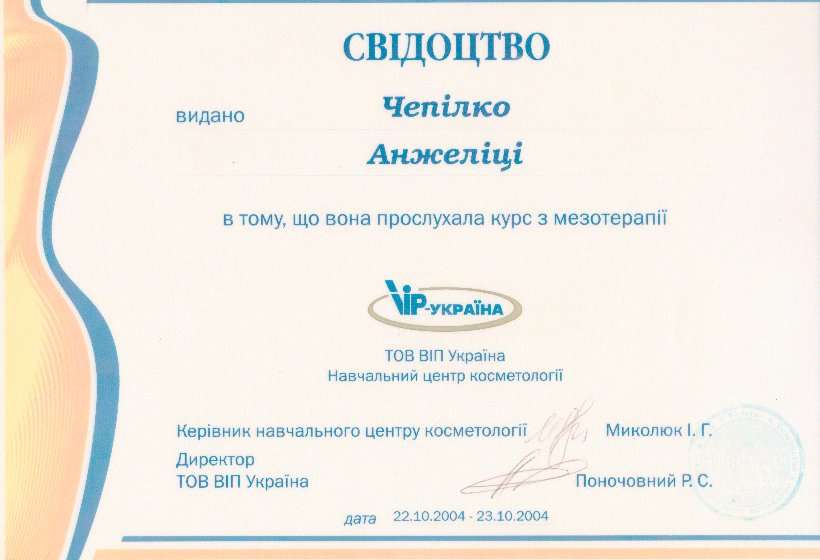 СВІДОЦТВО
видано
Чепілко
Анжеліці
в тому, що вона прослухала курс з мезотерапії
VIP-УКРАЇНА
ТОВ ВІП Україна
Навчальний центр косметології
Керівник навчального центру косметології Миколюк І. Г.
Директор
ТОВ ВІП Україна Поночовний Р. С.
дата 22.10.2004 - 23.10.2004